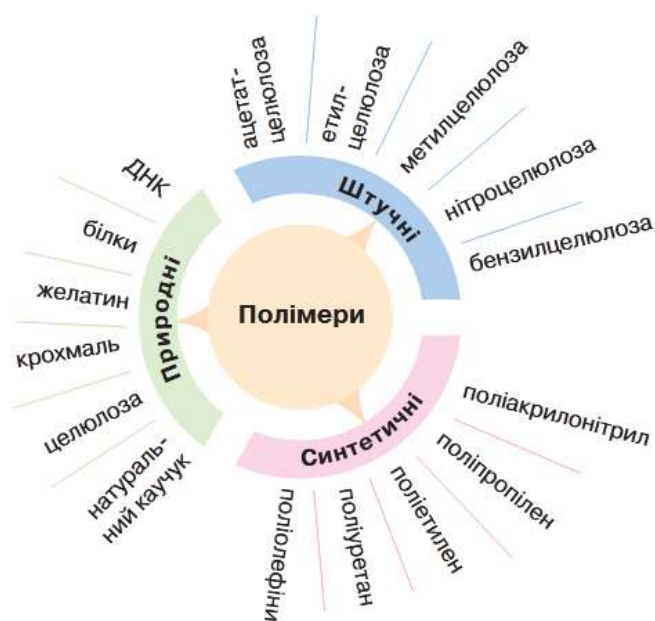 Полімери
Штучні
ацетат-
целюлоза
етил-
целюлоза
метилцелюлоза
нітроцелюлоза
бензилцелюлоза
Природні
ДНК
білки
желатин
крохмаль
целюлоза
натураль-
ний каучук
Синтетичні
поліолефіни
поліуретан
поліетилен
поліпропілен
поліакрилонітрил